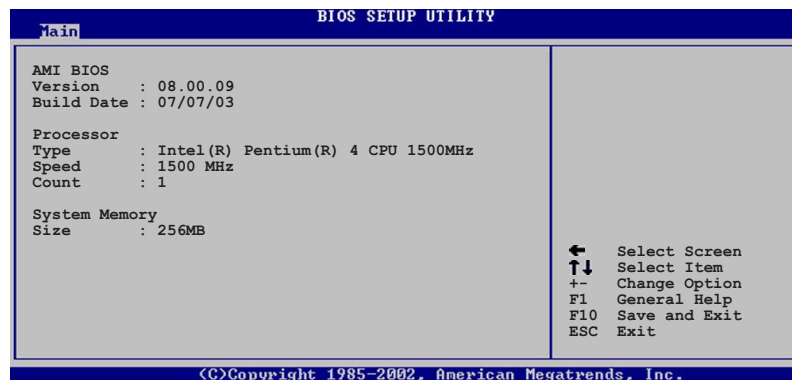 BIOS SETUP UTILITY
Main
AMI BIOS
Version : 08.00.09
Build Date : 07/07/03
Processor
Type : Intel(R) Pentium(R) 4 CPU 1500MHz
Speed : 1500 MHz
Count : 1
System Memory
Size : 256MB
← Select Screen
↑↓ Select Item
+- Change Option
F1 General Help
F10 Save and Exit
ESC Exit
(C)Copyright 1985-2002, American Megatrends, Inc.